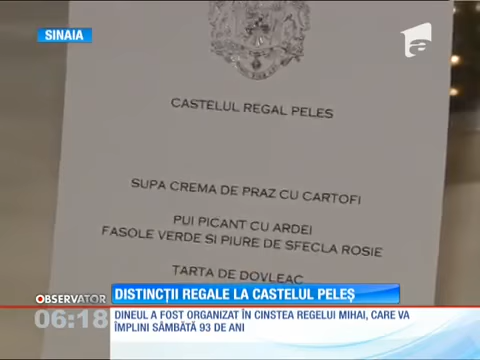 SINAIA
CASTELUL REGAL PELES
SUPA CREMA DE PRAZ CU CARTOFI
PUI PICANT CU ARDEI
FASOLE VERDE SI PIURE DE SFECLA ROSIE
TARTA DE DOVLEAC
OBSERVATOR
06:18
DISTINCȚII REGALE LA CASTELUL PELEȘ
DINEUL A FOST ORGANIZAT ÎN CINSTEA REGELUI MIHAI, CARE VA
ÎMPLINI SÂMBĂTĂ 93 DE ANI